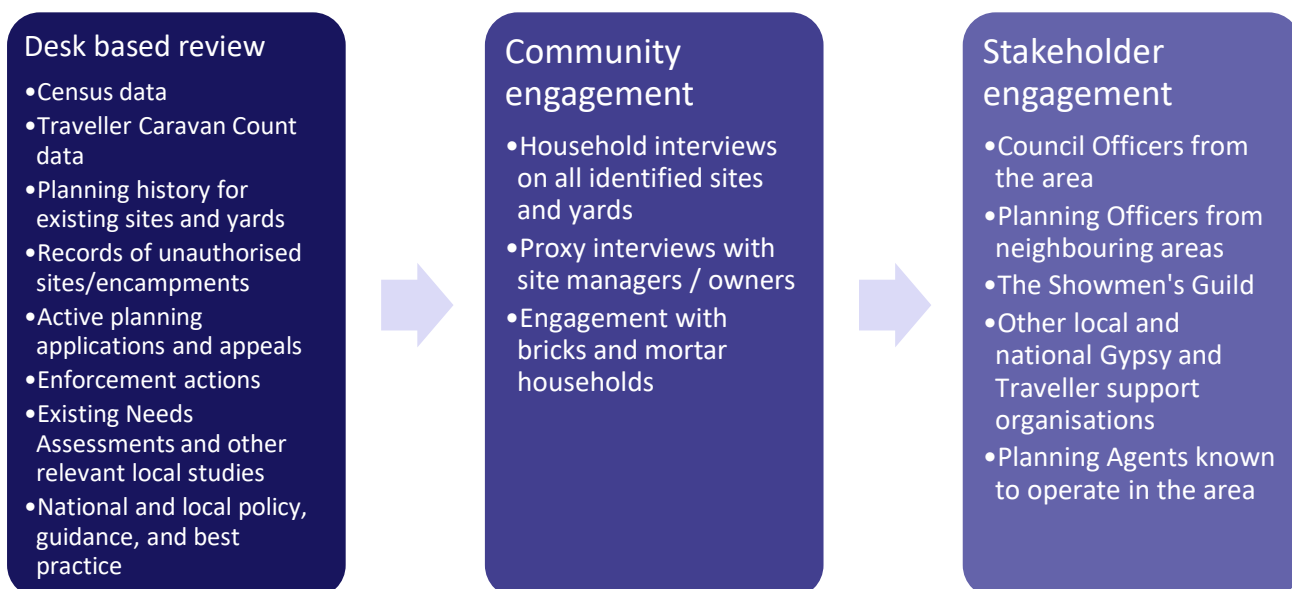 Desk based review
•Census data
•Traveller Caravan Count
data
•Planning history for
existing sites and yards
•Records of unauthorised
sites/encampments
•Active planning
applications and appeals
•Enforcement actions
•Existing Needs
Assessments and other
relevant local studies
•National and local policy,
guidance, and best
practice
Community
engagement
•Household interviews
on all identified sites
and yards
•Proxy interviews with
site managers / owners
•Engagement with
bricks and mortar
households
Stakeholder
engagement
•Council Officers from
the area
•Planning Officers from
neighbouring areas
•The Showmen's Guild
•Other local and
national Gypsy and
Traveller support
organisations
•Planning Agents known
to operate in the area